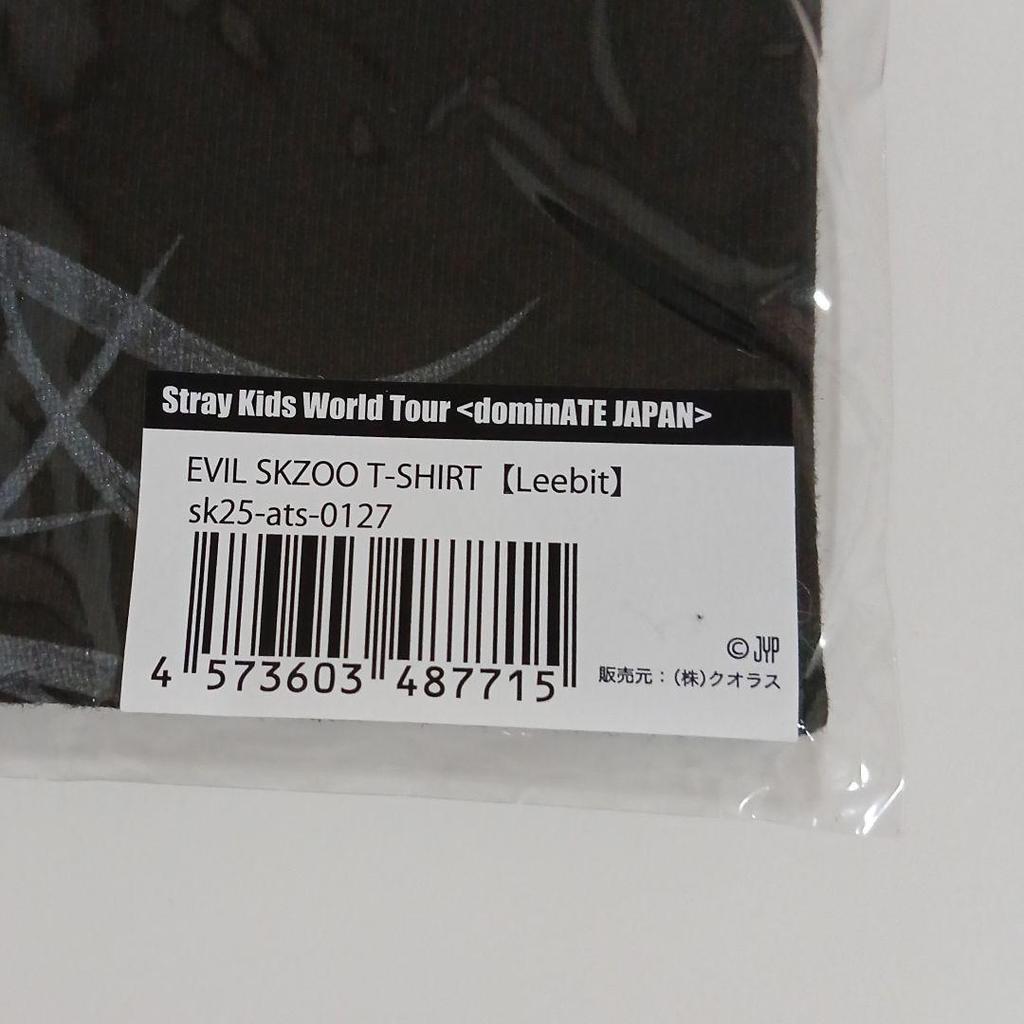 Stray Kids World Tour <dominATE JAPAN>
EVIL SKZOO T-SHIRT【Leebit】
sk25-ats-0127
4 573603 487715
© JYP
販売元：(株)クオラス